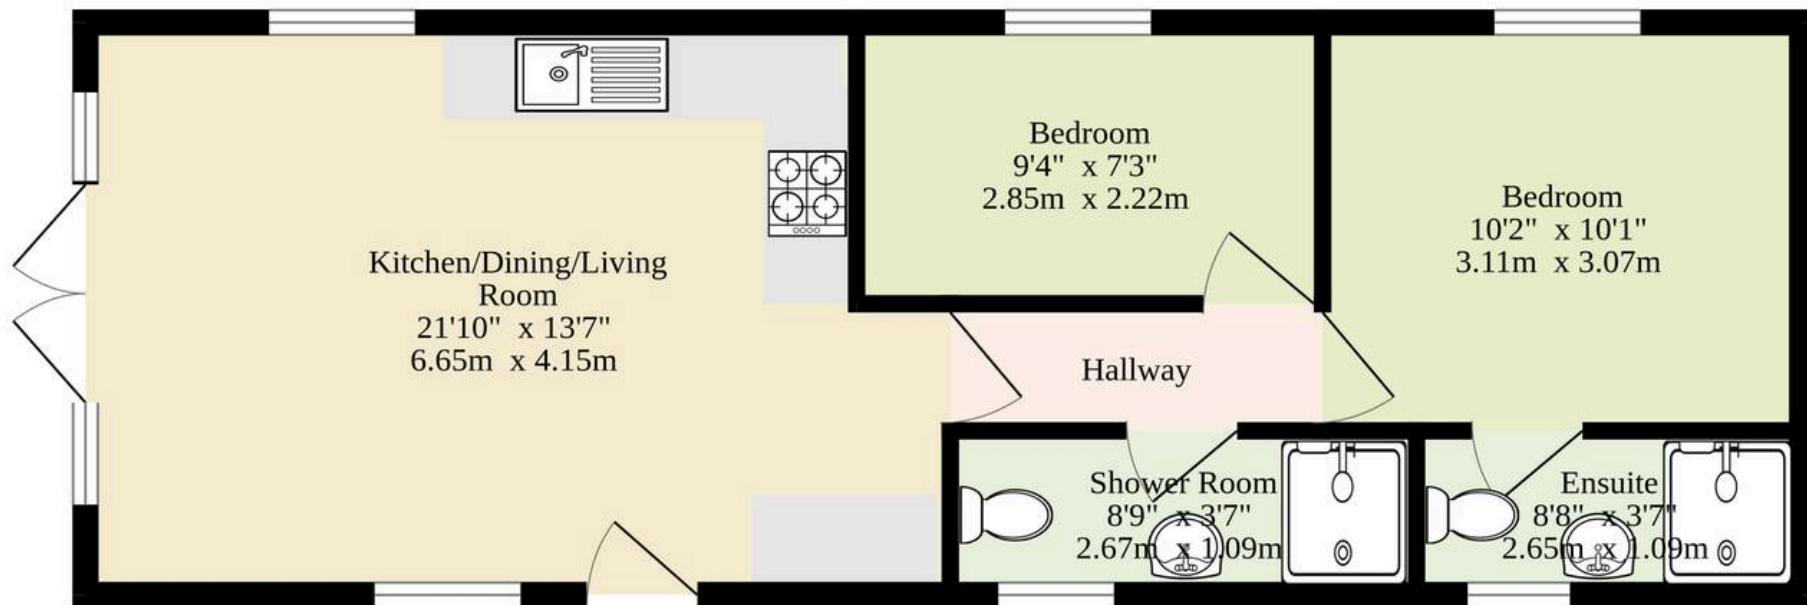 Kitchen/Dining/Living
Room
21'10" x 13'7"
6.65m x 4.15m
Bedroom
9'4" x 7'3"
2.85m x 2.22m
Bedroom
10'2" x 10'1"
3.11m x 3.07m
Hallway
Shower Room
8'9" x 3'7"
2.67m x 1.09m
Ensuite
8'8" x 3'7"
2.65m x 1.09m